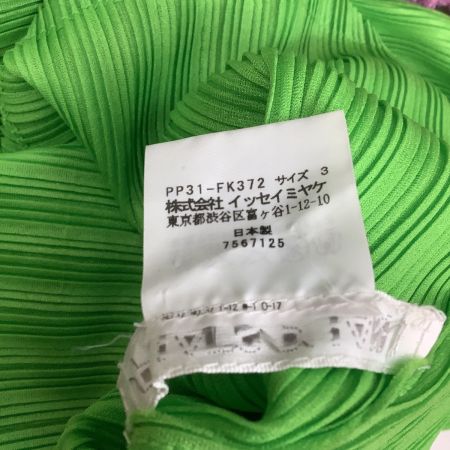 PP31-FK372 サイズ 3
株式会社 イッセイミヤケ
東京都渋谷区富ヶ谷1-12-10
日本製
7567125